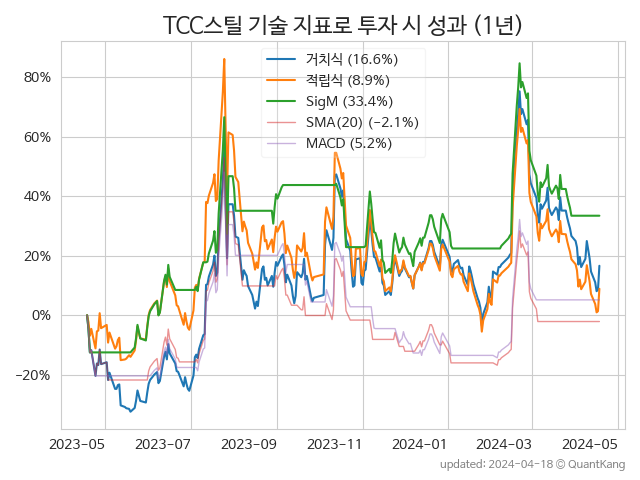 TCC스틸 기술 지표로 투자 시 성과 (1년)
거치식 (16.6%)
적립식 (8.9%)
SigM (33.4%)
SMA(20) (−2.1%)
MACD (5.2%)
80%
60%
40%
20%
0%
−20%
2023-05 2023-07 2023-09 2023-11 2024-01 2024-03 2024-05
updated: 2024-04-18 © QuantKang